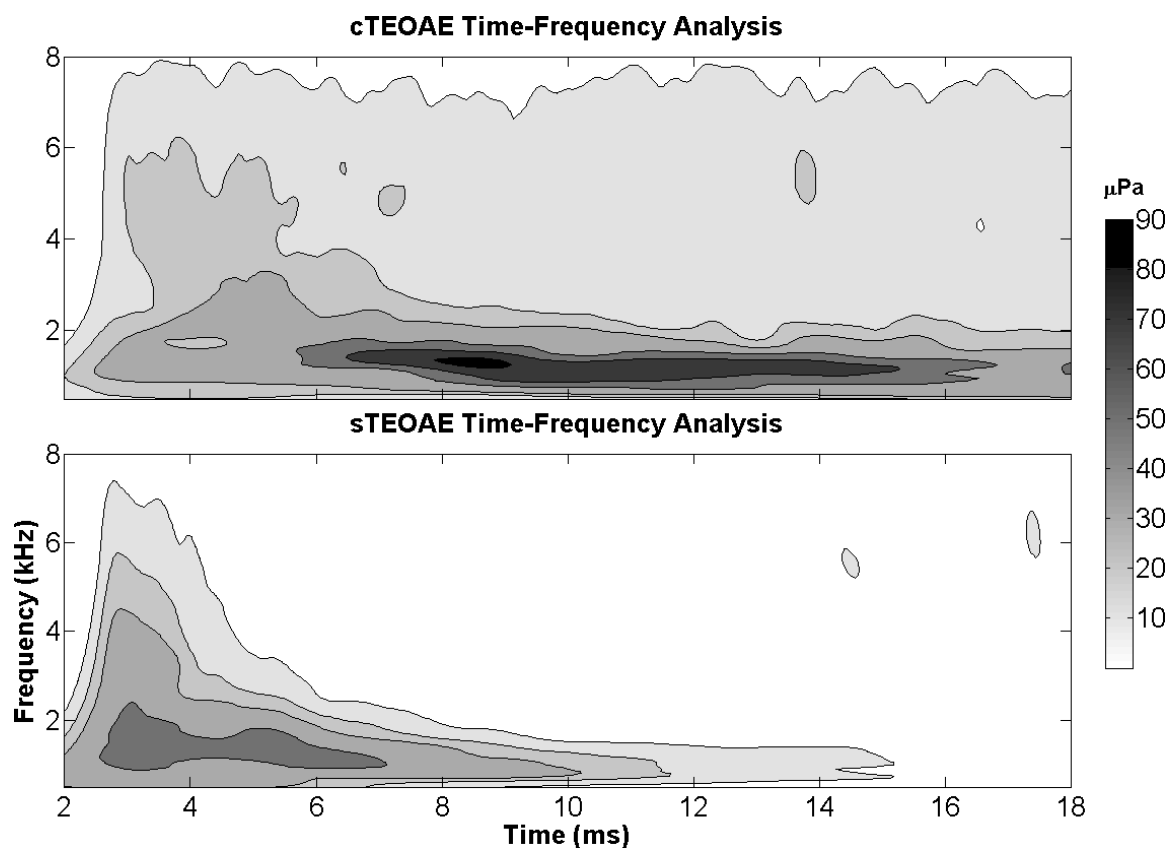 cTEOAE Time-Frequency Analysis
8
6
4
2
sTEOAE Time-Frequency Analysis
8
6
4
2
Frequency (kHz)
2 4 6 8 10 12 14 16 18
Time (ms)
μPa
90
80
70
60
50
40
30
20
10